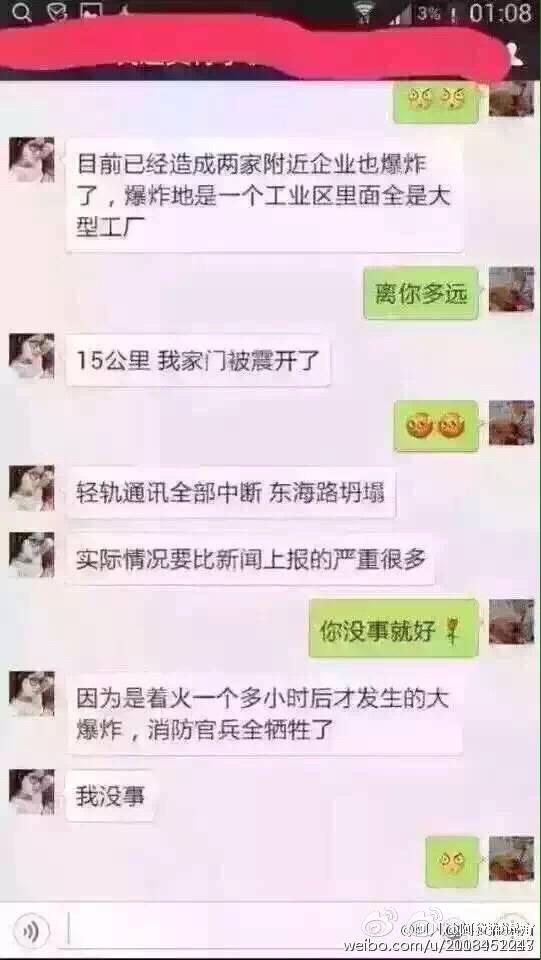 3%
01:08
目前已经造成两家附近企业也爆炸
了，爆炸地是一个工业区里面全是大
型工厂
离你多远
15公里 我家门被震开了
轻轨通讯全部中断 东海路坍塌
实际情况要比新闻上报的严重很多
你没事就好
因为是着火一个多小时后才发生的大
爆炸，消防官兵全牺牲了
我没事